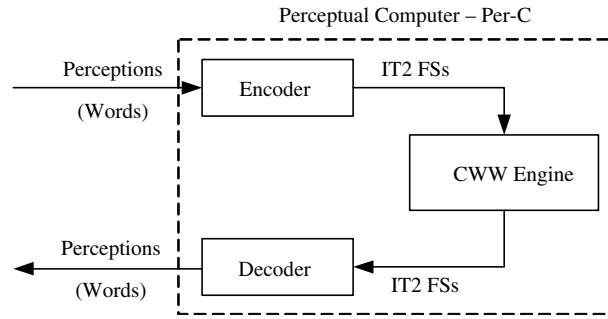 Perceptual Computer – Per-C
Perceptions
(Words)
Encoder
IT2 FSs
CWW Engine
Perceptions
(Words)
Decoder
IT2 FSs